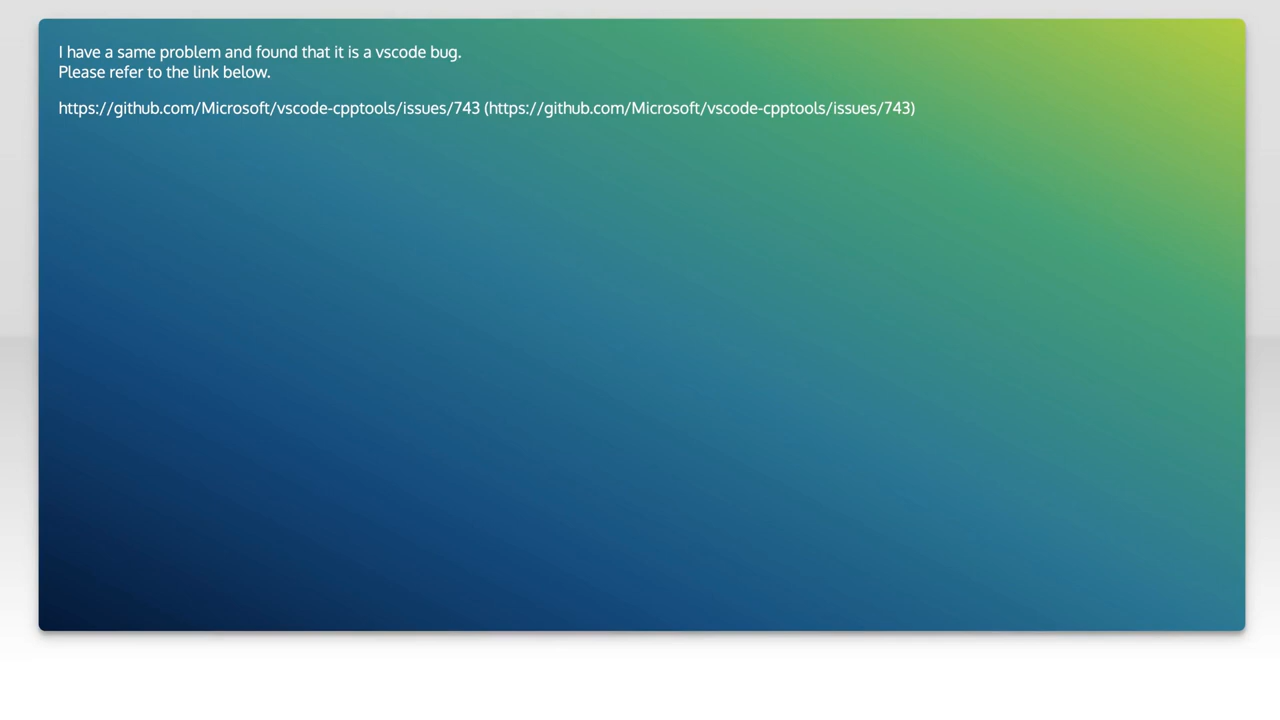 I have a same problem and found that it is a vscode bug.
Please refer to the link below.
https://github.com/Microsoft/vscode-cpptools/issues/743 (https://github.com/Microsoft/vscode-cpptools/issues/743)